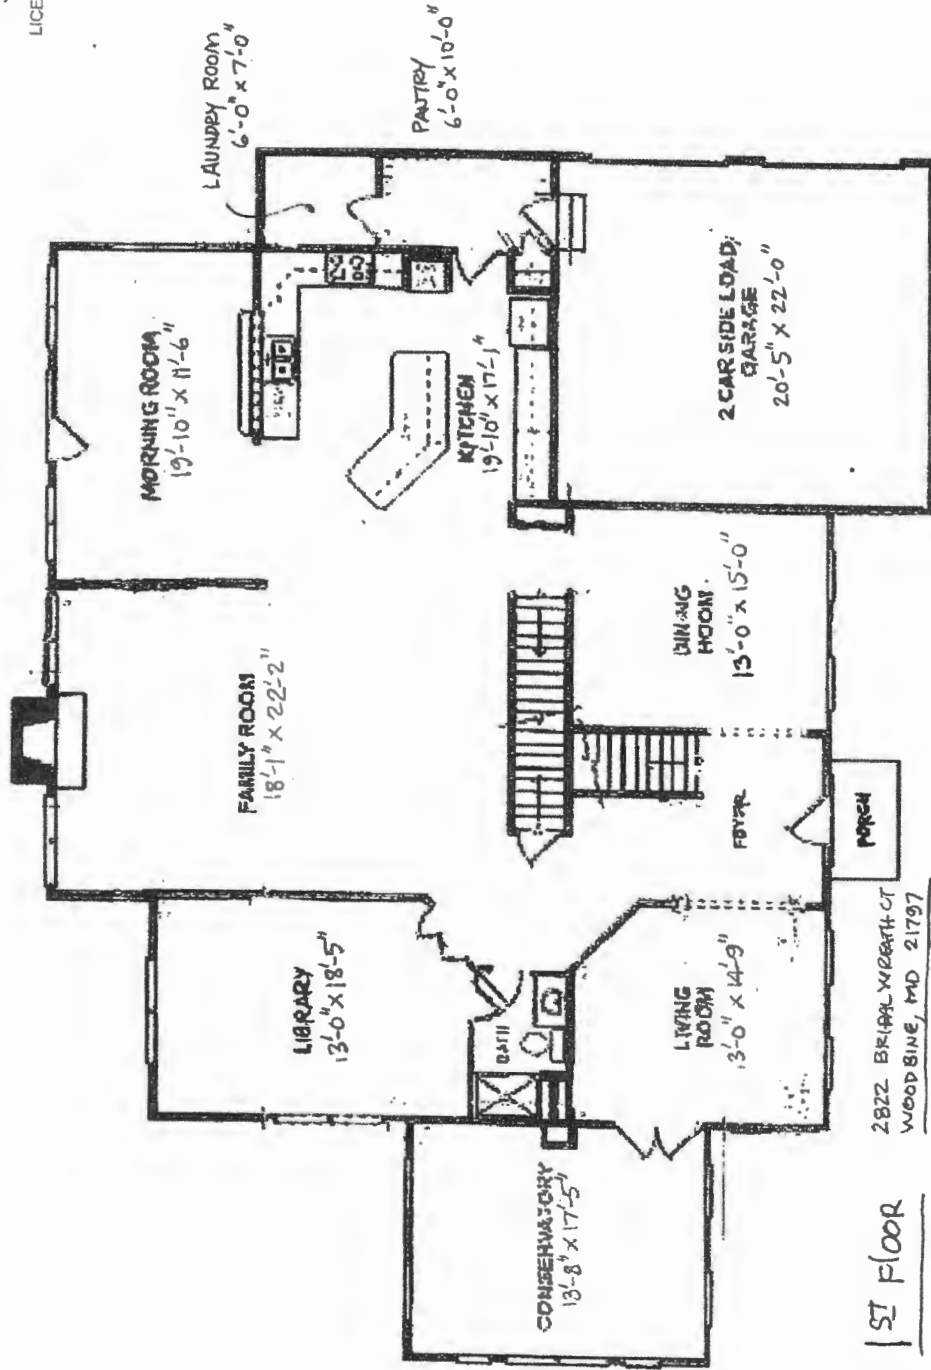 LICE
LAUNDRY ROOM
6'-0" x 7'-0"
PANTRY
6'-0" x 10'-0"
MORNING ROOM
19'-10" x 11'-6"
KITCHEN
19'-10" x 17'-1"
2 CAR SIDE LOAD
GARAGE
20'-5" x 22'-0"
FAMILY ROOM
18'-1" x 22'-2"
DINING
ROOM
13'-0" x 15'-0"
LIBRARY
13'-0" x 18'-5"
BATH
FOYER
PORCH
LIVING
ROOM
13'-0" x 14'-9"
CONSERVATORY
13'-8" x 17'-5"
1ST FLOOR
2822 BRIDAL WREATH CT
WOODBINE, MD 21797